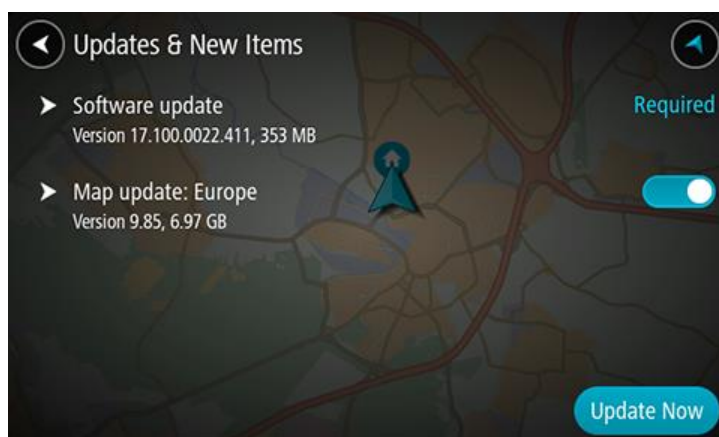 Updates & New Items
Software update
Required
Version 17.100.0022.411, 353 MB
Map update: Europe
Version 9.85, 6.97 GB
Update Now